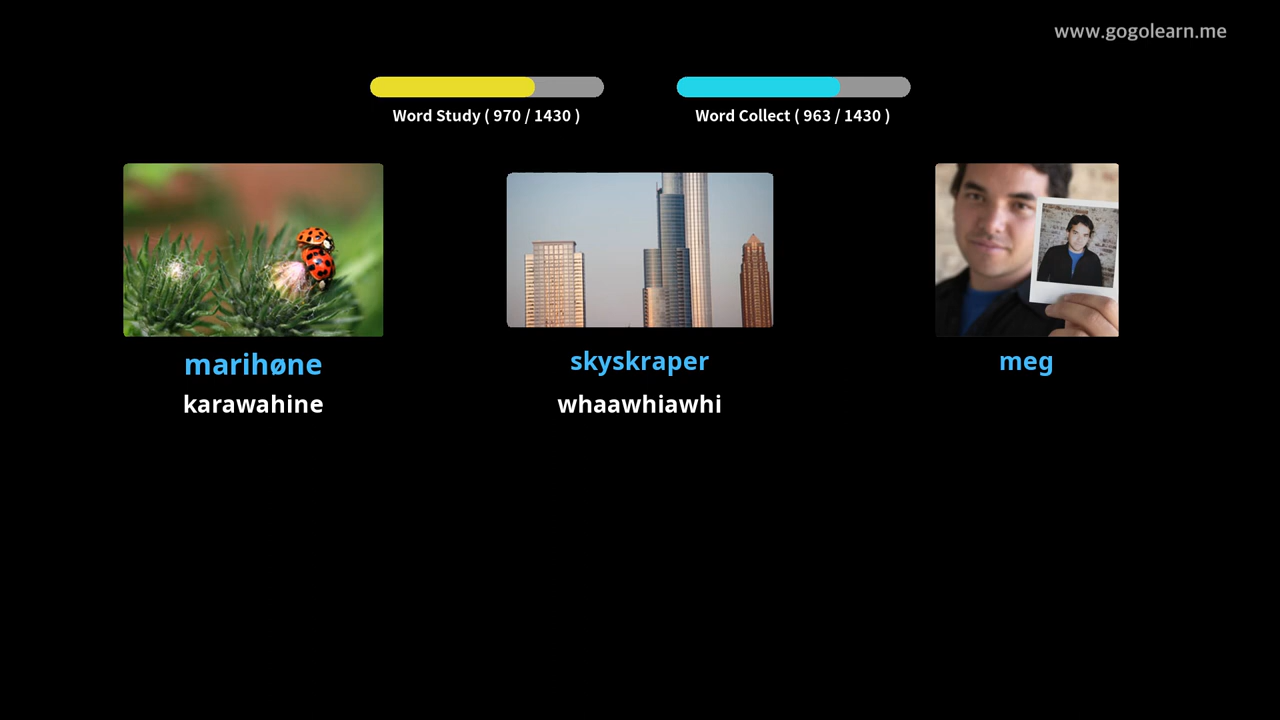 www.gogolearn.me
Word Study ( 970 / 1430 )
Word Collect ( 963 / 1430 )
marihøne
skyskraper
meg
karawahine
whaawhiawhi